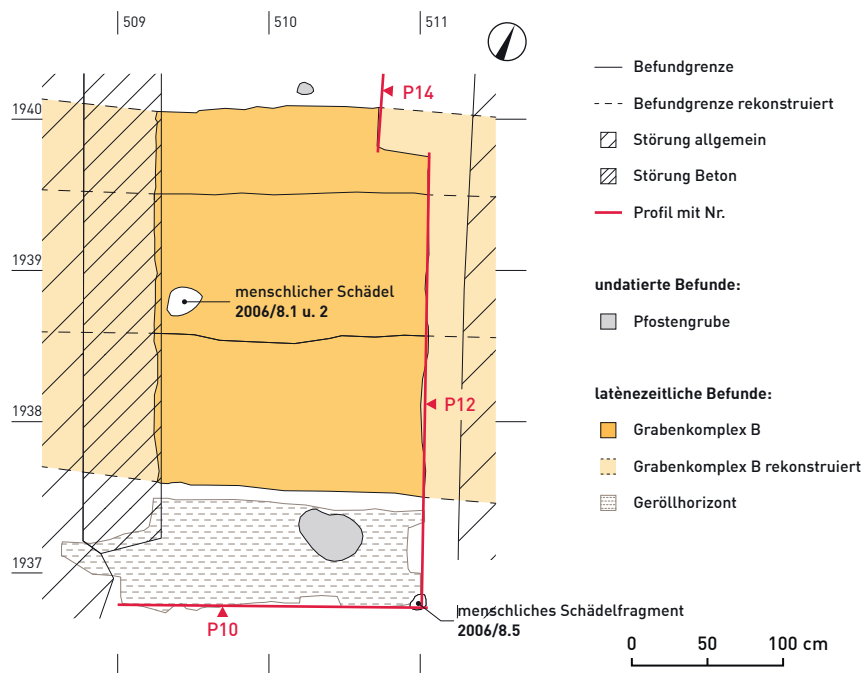 509
510
511
1940
1939
1938
1937
P14
menschlicher Schädel
2006/8.1 u. 2
P12
P10
menschliches Schädelfragment
2006/8.5
Befundgrenze
Befundgrenze rekonstruiert
Störung allgemein
Störung Beton
Profil mit Nr.
undatierte Befunde:
Pfostengrube
latènezeitliche Befunde:
Grabenkomplex B
Grabenkomplex B rekonstruiert
Geröllhorizont
0 50 100 cm